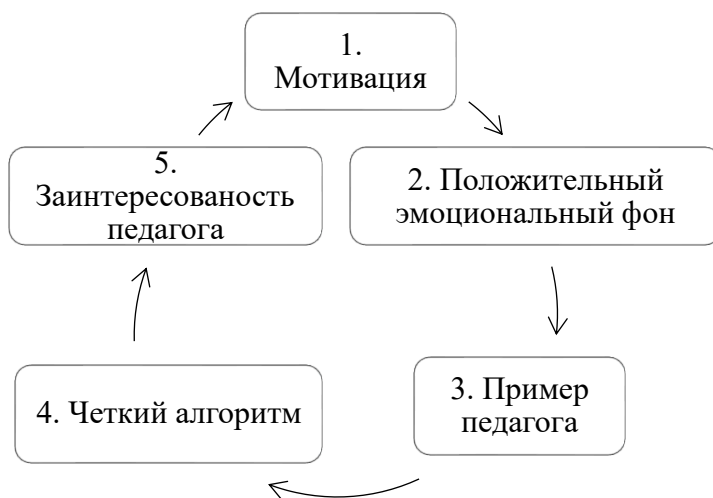 1.
Мотивация
2. Положительный
эмоциональный фон
3. Пример
педагога
4. Четкий алгоритм
5.
Заинтересованость
педагога